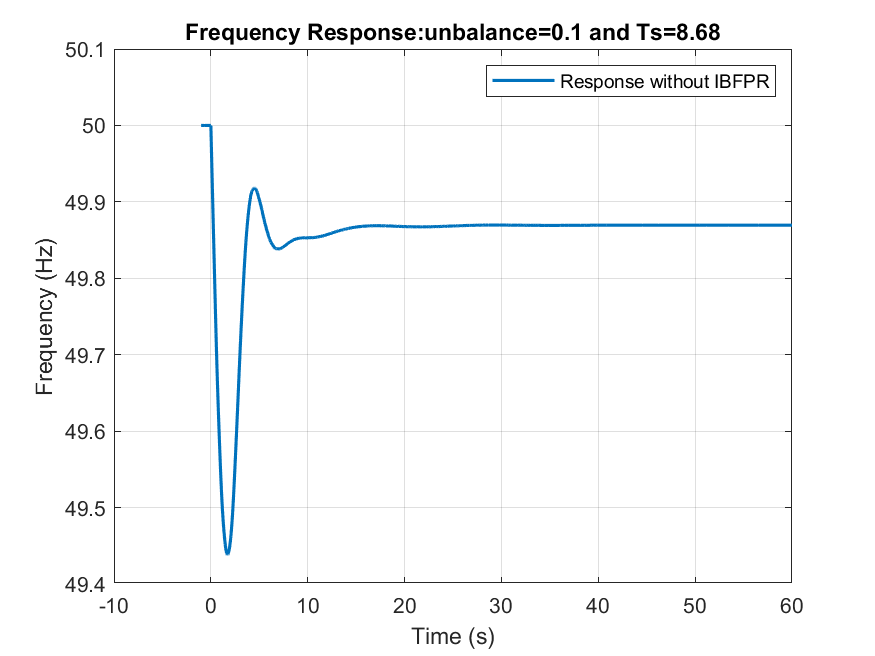 Frequency Response:unbalance=0.1 and Ts=8.68
50.1
Response without IBFPR
50
49.9
49.8
49.7
49.6
49.5
49.4
Frequency (Hz)
-10 0 10 20 30 40 50 60
Time (s)